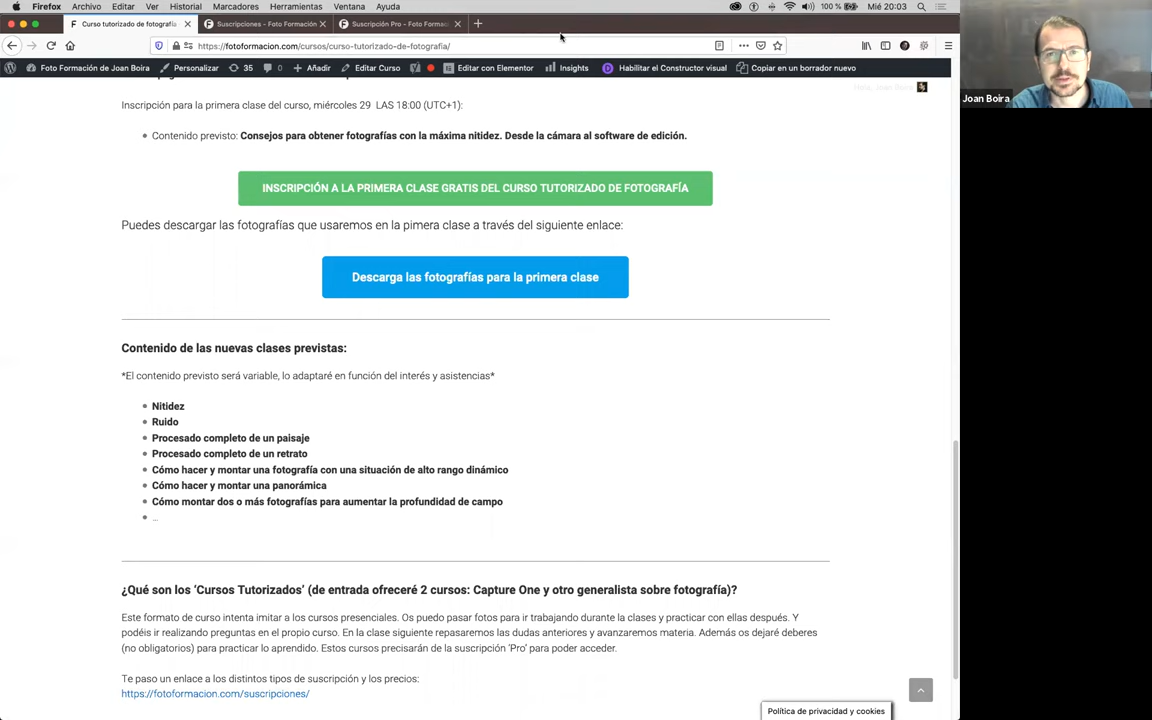 Firefox Archivo Editar Ver Historial Marcadores Herramientas Ventana Ayuda 100 % Mié 20:03
Curso tutorizado de fotografía Suscripciones - Foto Formación Suscripción Pro - Foto Formac
https://fotoformacion.com/cursos/curso-tutorizado-de-fotografia/
Foto Formación de Joan Boira Personalizar 35 Añadir Editar Curso 0 Editar con Elementor Insights Habilitar el Constructor visual Copiar en un borrador nuevo
Hola, Joan Boira
Joan Boira
Inscripción para la primera clase del curso, miércoles 29 LAS 18:00 (UTC+1):
Contenido previsto: Consejos para obtener fotografías con la máxima nitidez. Desde la cámara al software de edición.
INSCRIPCIÓN A LA PRIMERA CLASE GRATIS DEL CURSO TUTORIZADO DE FOTOGRAFÍA
Puedes descargar las fotografías que usaremos en la pimera clase a través del siguiente enlace:
Descarga las fotografías para la primera clase
Contenido de las nuevas clases previstas:
*El contenido previsto será variable, lo adaptaré en función del interés y asistencias*
Nitidez
Ruido
Procesado completo de un paisaje
Procesado completo de un retrato
Cómo hacer y montar una fotografía con una situación de alto rango dinámico
Cómo hacer y montar una panorámica
Cómo montar dos o más fotografías para aumentar la profundidad de campo
...
¿Qué son los 'Cursos Tutorizados' (de entrada ofreceré 2 cursos: Capture One y otro generalista sobre fotografía)?
Este formato de curso intenta imitar a los cursos presenciales. Os puedo pasar fotos para ir trabajando durante la clases y practicar con ellas después. Y
podéis ir realizando preguntas en el propio curso. En la clase siguiente repasaremos las dudas anteriores y avanzaremos materia. Además os dejaré deberes
(no obligatorios) para practicar lo aprendido. Estos cursos precisarán de la suscripción 'Pro' para poder acceder.
Te paso un enlace a los distintos tipos de suscripción y los precios:
https://fotoformacion.com/suscripciones/
Política de privacidad y cookies